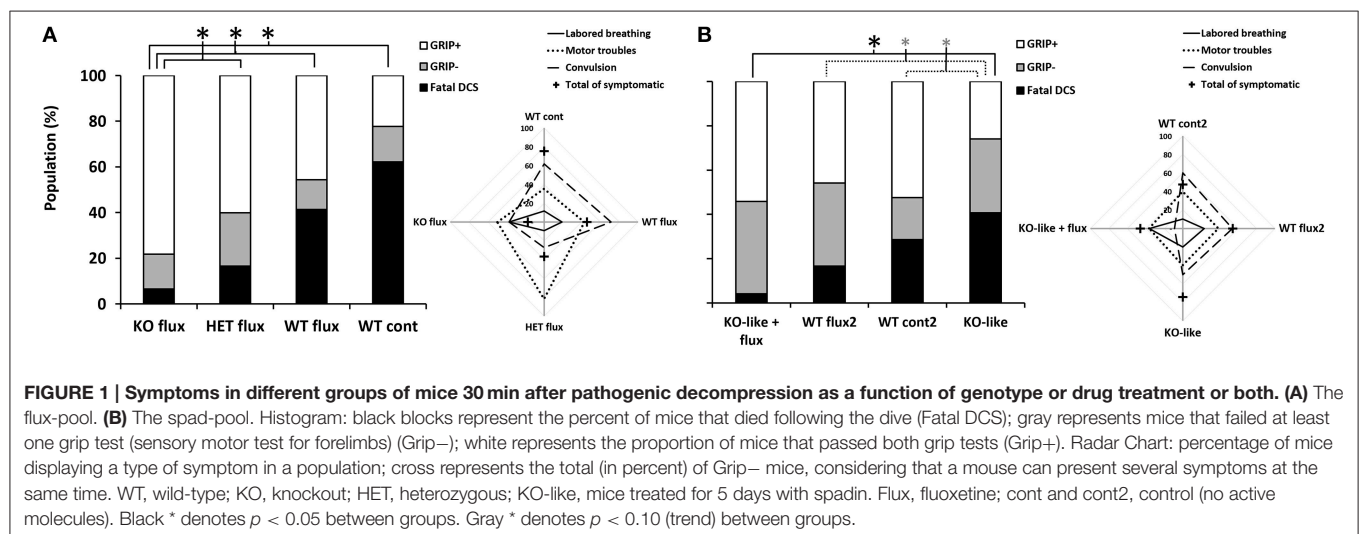 A
* * *
GRIP+
GRIP-
Fatal DCS
Population (%)
100
80
60
40
20
0
KO flux
HET flux
WT flux
WT cont
Labored breathing
Motor troubles
Convulsion
+ Total of symptomatic
WT cont
100
80
60
40
20
KO flux
WT flux
HET flux
B
* * *
GRIP+
GRIP-
Fatal DCS
KO-like +
flux
WT flux2
WT cont2
KO-like
Labored breathing
Motor troubles
Convulsion
+ Total of symptomatic
WT cont2
100
80
60
40
20
KO-like + flux
WT flux2
KO-like
FIGURE 1 | Symptoms in different groups of mice 30 min after pathogenic decompression as a function of genotype or drug treatment or both. (A) The
flux-pool. (B) The spad-pool. Histogram: black blocks represent the percent of mice that died following the dive (Fatal DCS); gray represents mice that failed at least
one grip test (sensory motor test for forelimbs) (Grip−); white represents the proportion of mice that passed both grip tests (Grip+). Radar Chart: percentage of mice
displaying a type of symptom in a population; cross represents the total (in percent) of Grip− mice, considering that a mouse can present several symptoms at the
same time. WT, wild-type; KO, knockout; HET, heterozygous; KO-like, mice treated for 5 days with spadin. Flux, fluoxetine; cont and cont2, control (no active
molecules). Black * denotes p < 0.05 between groups. Gray * denotes p < 0.10 (trend) between groups.